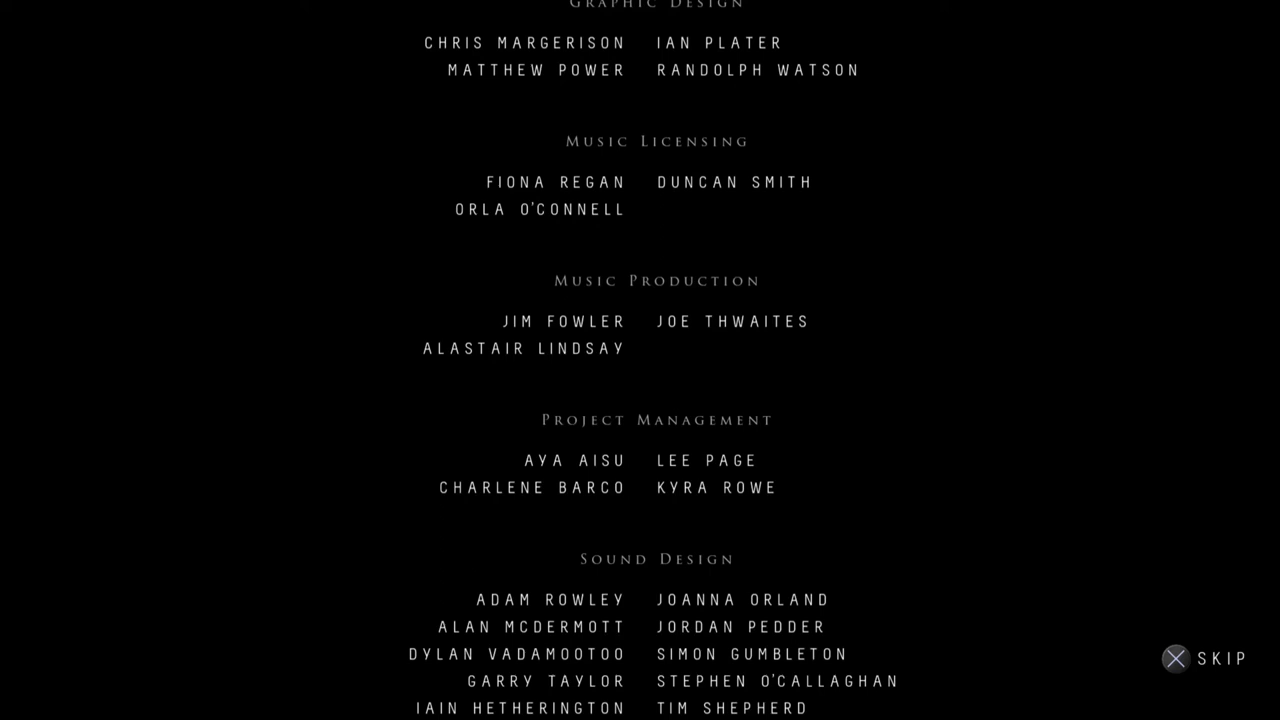 GRAPHIC DESIGN
CHRIS MARGERISON IAN PLATER
MATTHEW POWER RANDOLPH WATSON
MUSIC LICENSING
FIONA REGAN DUNCAN SMITH
ORLA O'CONNELL
MUSIC PRODUCTION
JIM FOWLER JOE THWAITES
ALASTAIR LINDSAY
PROJECT MANAGEMENT
AYA AISU LEE PAGE
CHARLENE BARCO KYRA ROWE
SOUND DESIGN
ADAM ROWLEY JOANNA ORLAND
ALAN MCDERMOTT JORDAN PEDDER
DYLAN VADAMOOTOO SIMON GUMBLETON
GARRY TAYLOR STEPHEN O'CALLAGHAN
IAIN HETHERINGTON TIM SHEPHERD
SKIP